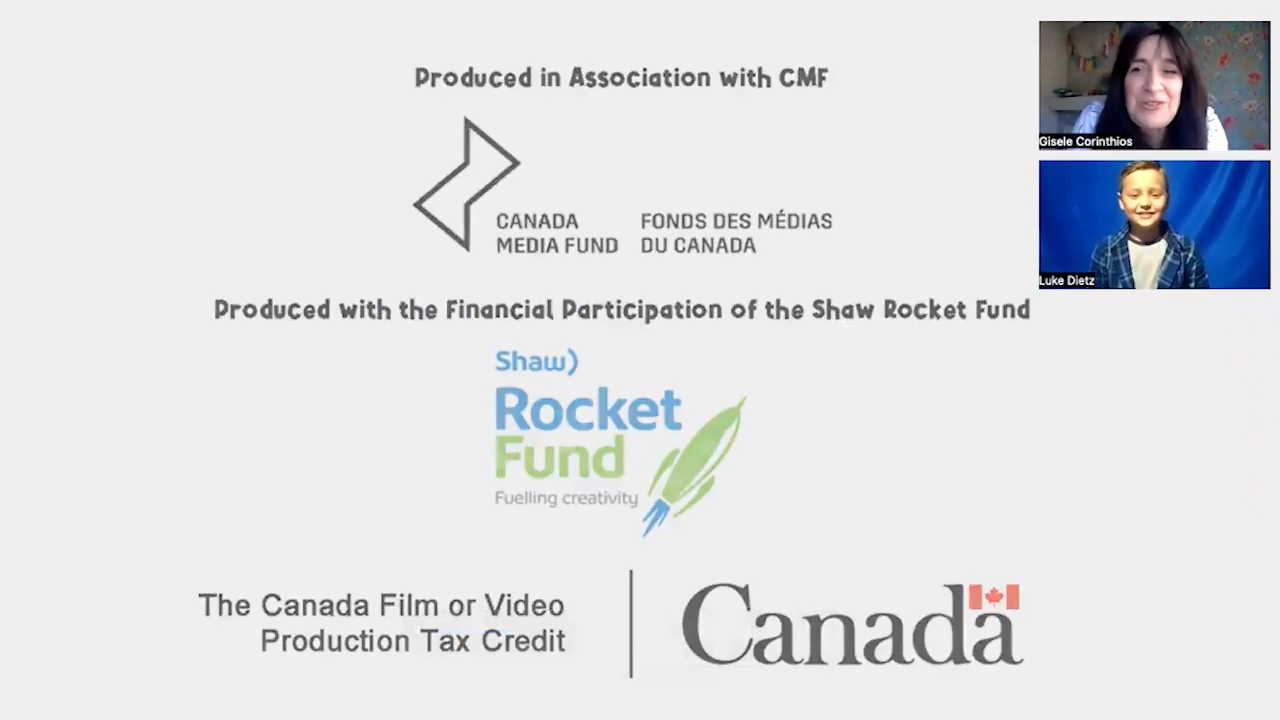 Produced in Association with CMF
Gisele Corinthios
CANADA
MEDIA FUND
FONDS DES MÉDIAS
DU CANADA
Luke Dietz
Produced with the Financial Participation of the Shaw Rocket Fund
Shaw)
Rocket
Fund
Fuelling creativity
The Canada Film or Video
Production Tax Credit
Canada